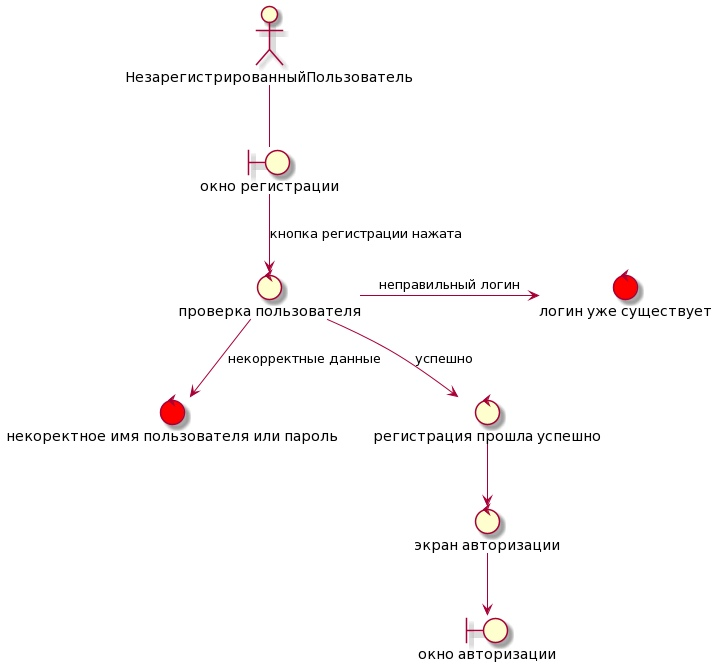 НезарегистрированныйПользователь
окно регистрации
кнопка регистрации нажата
неправильный логин
проверка пользователя
логин уже существует
некорректные данные
успешно
некоректное имя пользователя или пароль
регистрация прошла успешно
экран авторизации
окно авторизации